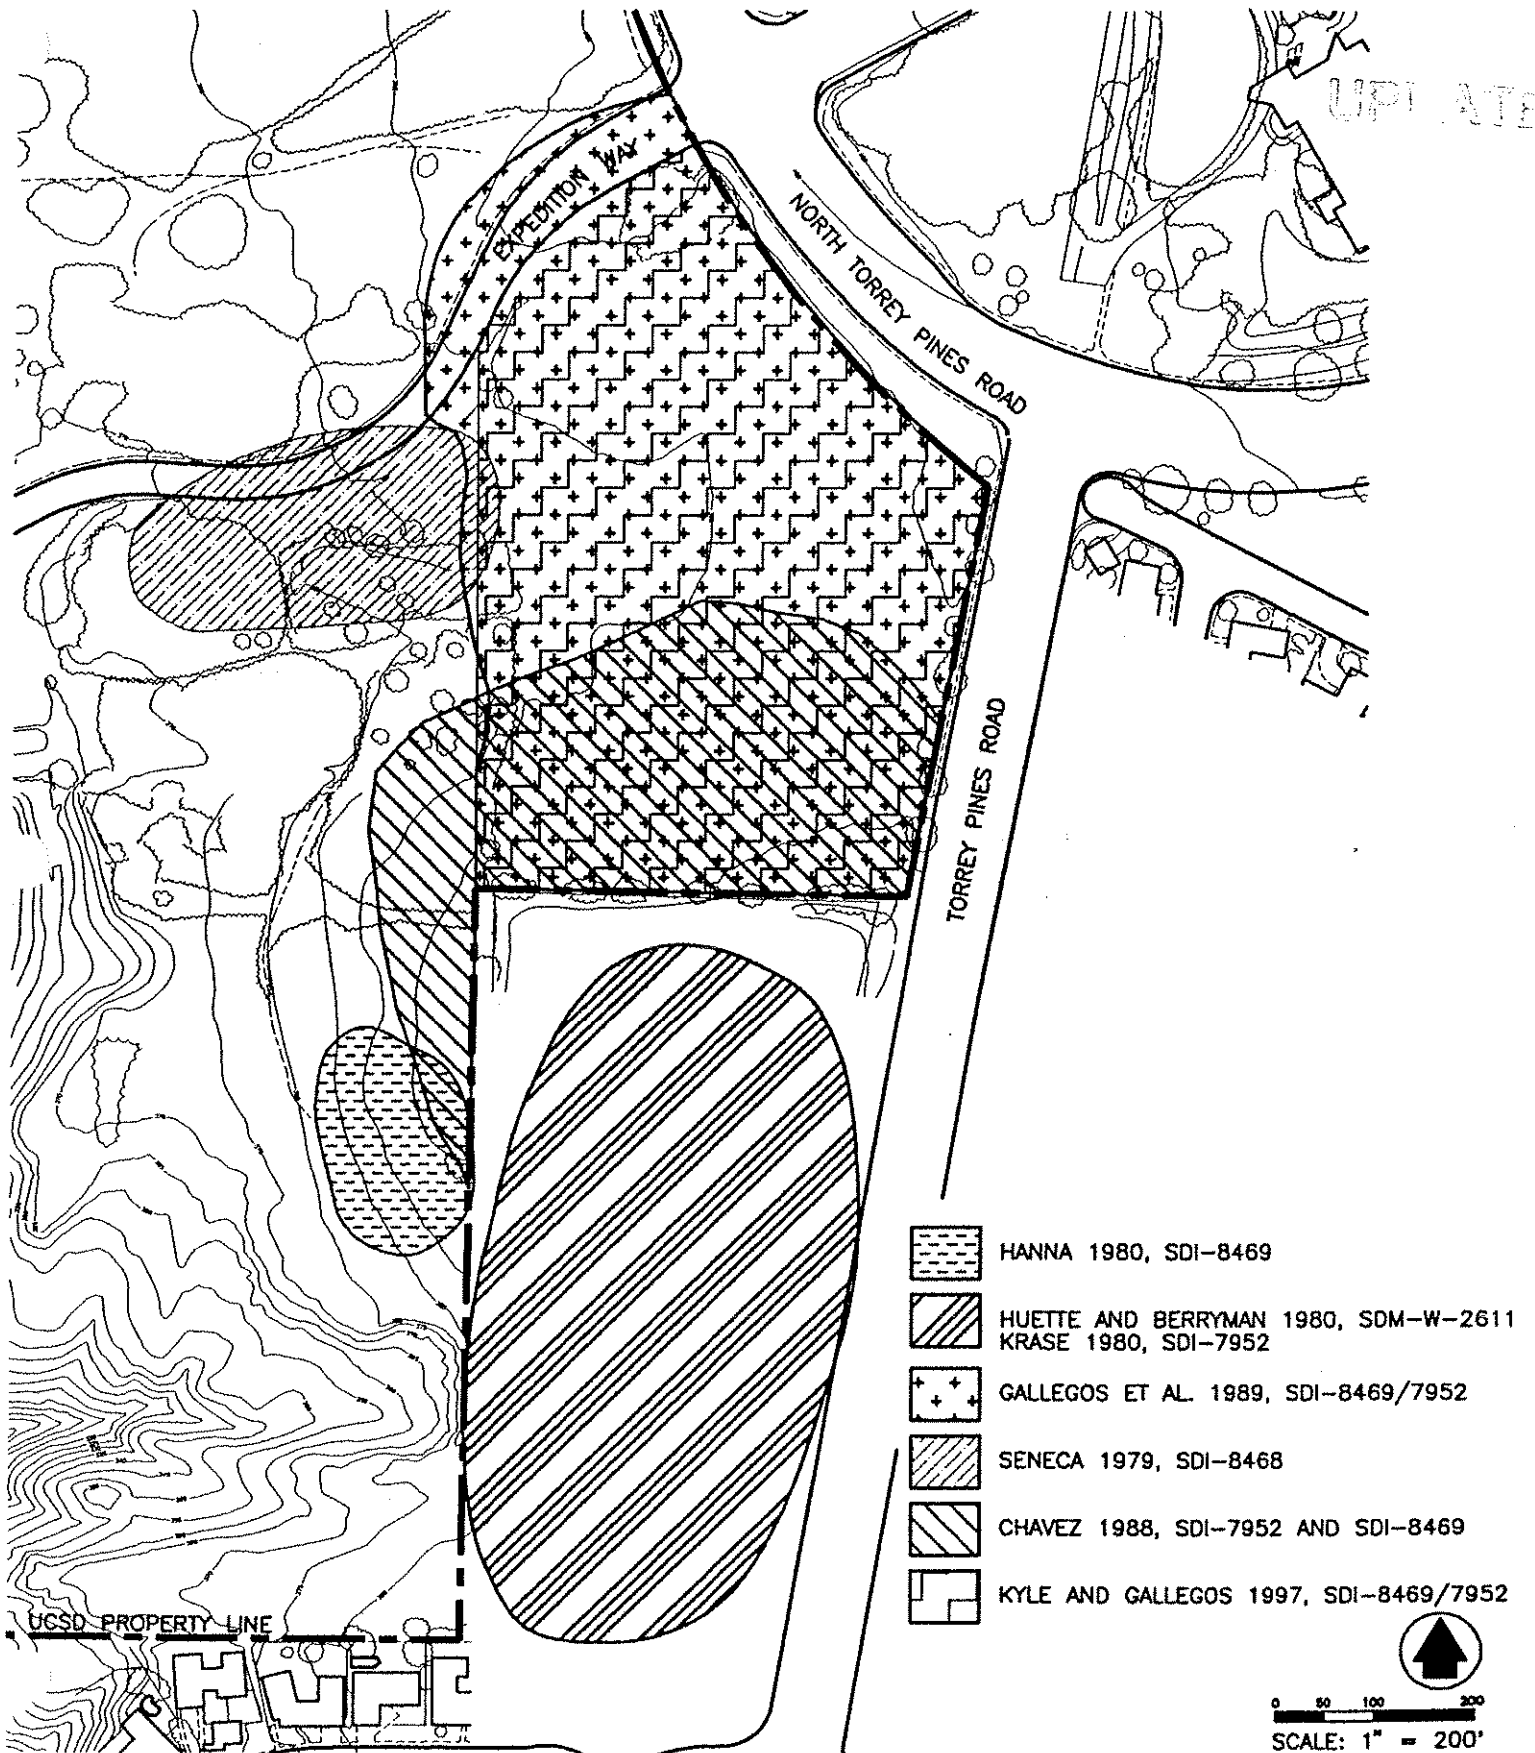 EXPEDITION WAY
NORTH TORREY PINES ROAD
TORREY PINES ROAD
HANNA 1980, SDI-8469
HUETTE AND BERRYMAN 1980, SDM-W-2611
KRASE 1980, SDI-7952
GALLEGOS ET AL. 1989, SDI-8469/7952
SENECA 1979, SDI-8468
CHAVEZ 1988, SDI-7952 AND SDI-8469
KYLE AND GALLEGOS 1997, SDI-8469/7952
UCSD PROPERTY LINE
0 50 100 200
SCALE: 1" = 200'